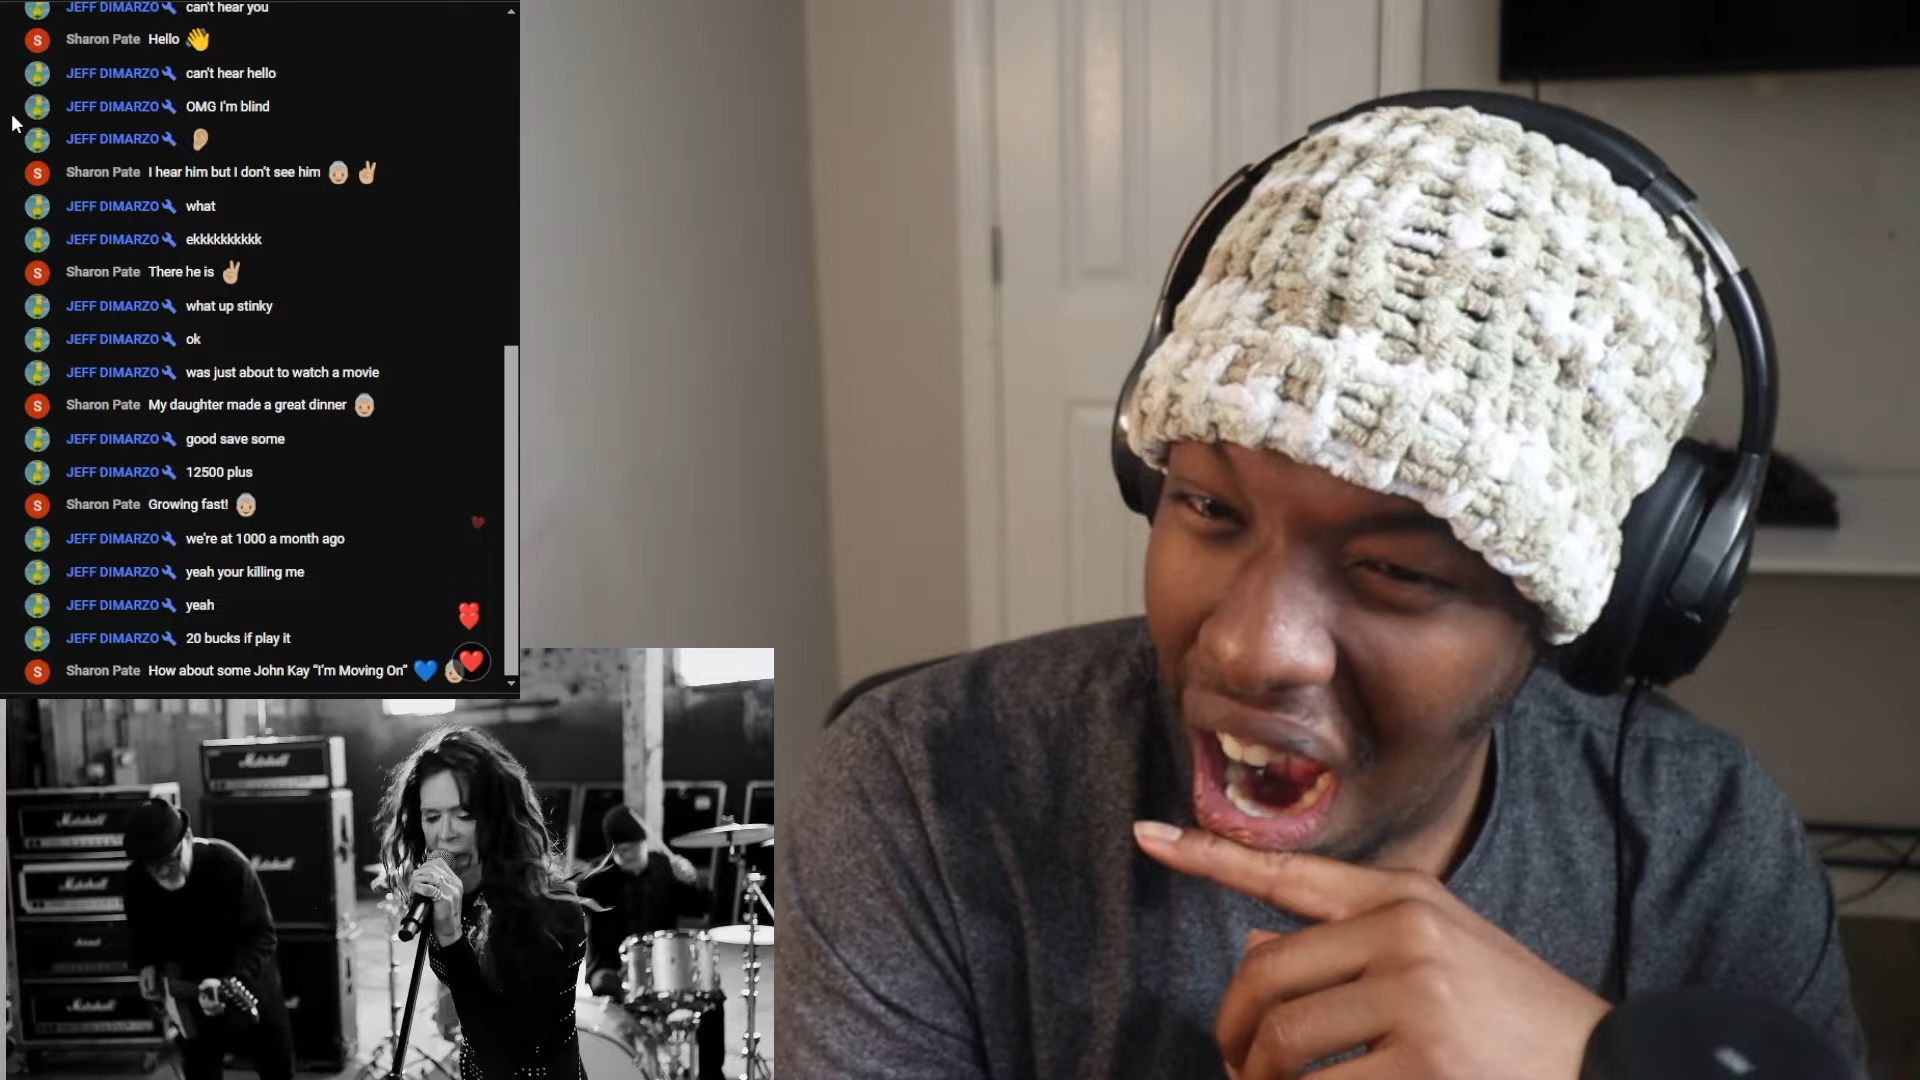 JEFF DIMARZO can't hear you
S Sharon Pate Hello 👋
JEFF DIMARZO can't hear hello
JEFF DIMARZO OMG I'm blind
JEFF DIMARZO 👂🏼
S Sharon Pate I hear him but I don't see him 👵🏼 ✌🏼
JEFF DIMARZO what
JEFF DIMARZO ekkkkkkkkkk
S Sharon Pate There he is ✌🏼
JEFF DIMARZO what up stinky
JEFF DIMARZO ok
JEFF DIMARZO was just about to watch a movie
S Sharon Pate My daughter made a great dinner 👵🏼
JEFF DIMARZO good save some
JEFF DIMARZO 12500 plus
S Sharon Pate Growing fast! 👵🏼
JEFF DIMARZO we're at 1000 a month ago
JEFF DIMARZO yeah your killing me
JEFF DIMARZO yeah
JEFF DIMARZO 20 bucks if play it
S Sharon Pate How about some John Kay “I’m Moving On” 💙 👵🏼
Marshall
Marshall
Marshall
Marshall
Marshall